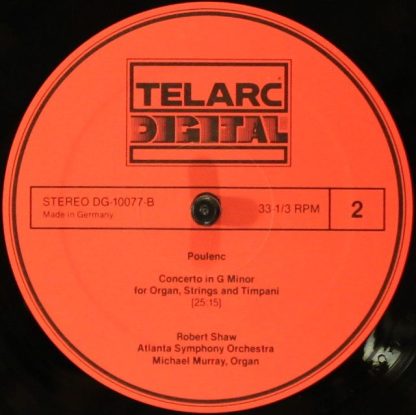 TELARC
DIGITAL
STEREO DG-10077-B
Made in Germany
33-1/3 RPM
2
Poulenc
Concerto in G Minor
for Organ, Strings and Timpani
[25:15]
Robert Shaw
Atlanta Symphony Orchestra
Michael Murray, Organ